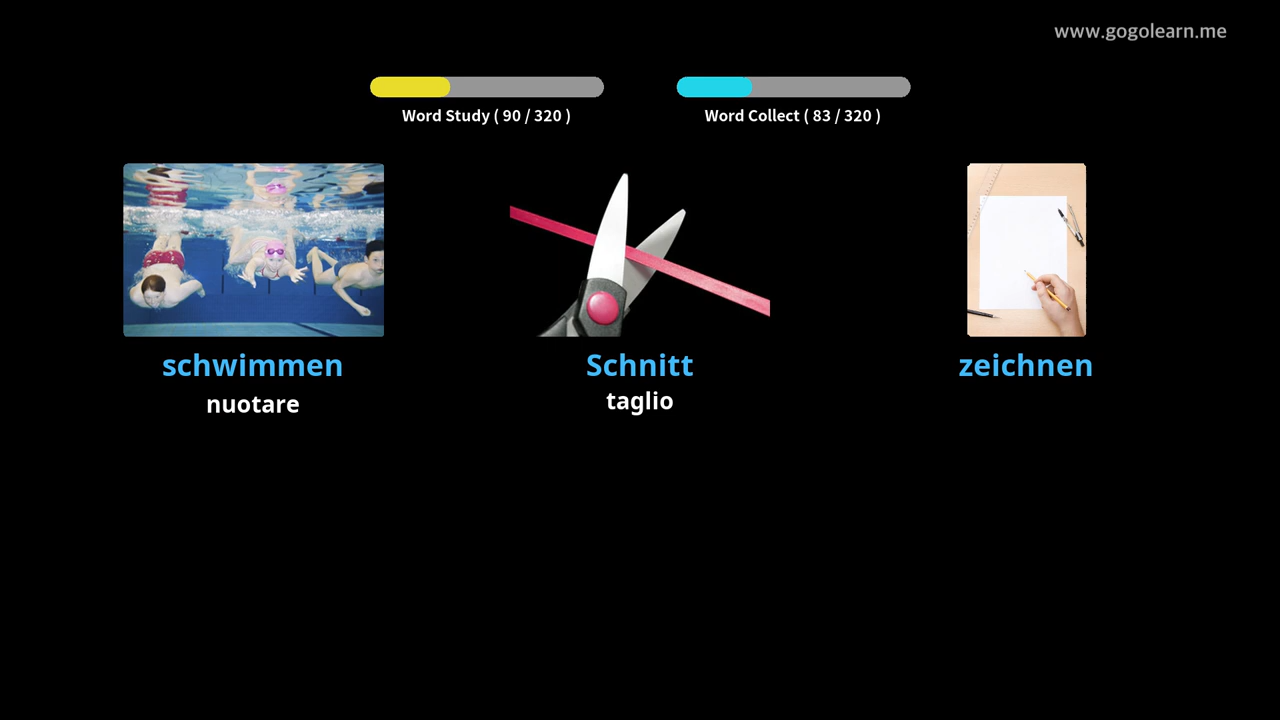 www.gogolearn.me
Word Study ( 90 / 320 )
Word Collect ( 83 / 320 )
schwimmen
nuotare
Schnitt
taglio
zeichnen